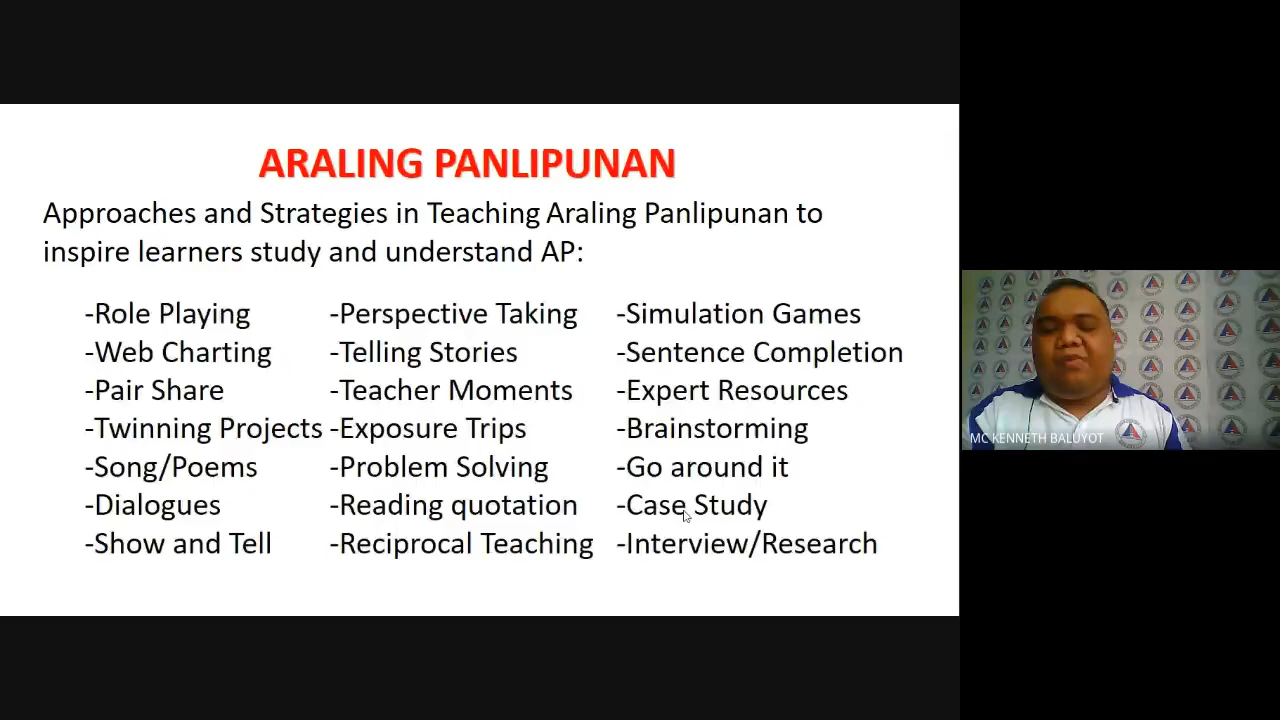 ARALING PANLIPUNAN
Approaches and Strategies in Teaching Araling Panlipunan to
inspire learners study and understand AP:
-Role Playing
-Web Charting
-Pair Share
-Twinning Projects
-Song/Poems
-Dialogues
-Show and Tell
-Perspective Taking
-Telling Stories
-Teacher Moments
-Exposure Trips
-Problem Solving
-Reading quotation
-Reciprocal Teaching
-Simulation Games
-Sentence Completion
-Expert Resources
-Brainstorming
-Go around it
-Case Study
-Interview/Research
MC KENNETH BALUYOT